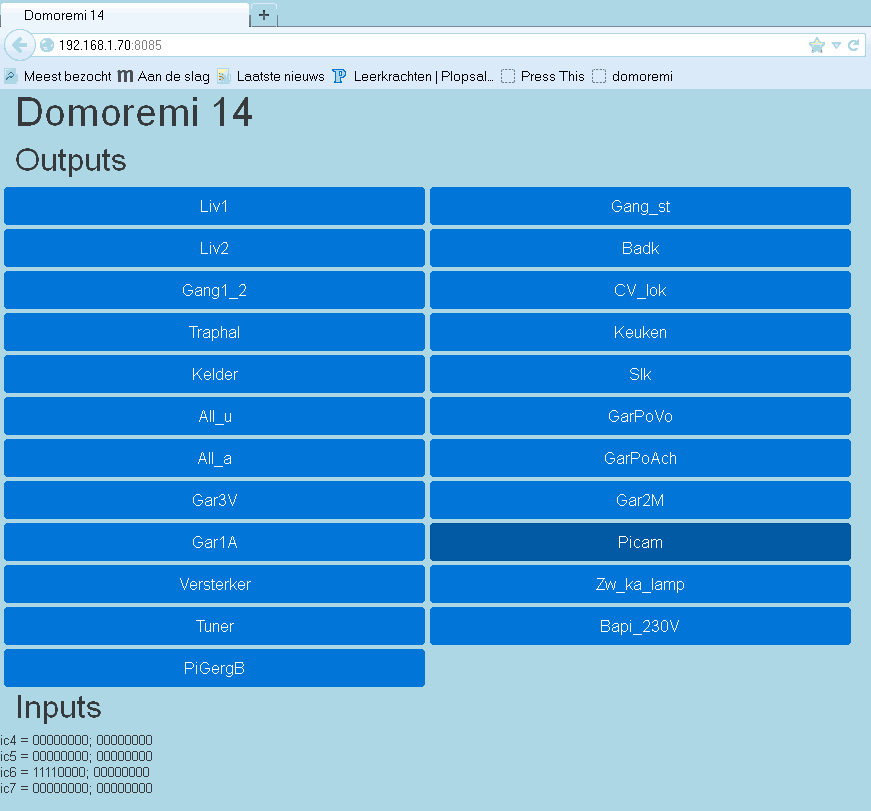 Domoremi 14
+
192.168.1.70:8085
Meest bezocht m Aan de slag Laatste nieuws P Leerkrachten | Plopsal... Press This domoremi
Domoremi 14
Outputs
Liv1 Gang_st
Liv2 Badk
Gang1_2 CV_lok
Traphal Keuken
Kelder Slk
All_u GarPoVo
All_a GarPoAch
Gar3V Gar2M
Gar1A Picam
Versterker Zw_ka_lamp
Tuner Bapi_230V
PiGergB
Inputs
ic4 = 00000000; 00000000
ic5 = 00000000; 00000000
ic6 = 11110000; 00000000
ic7 = 00000000; 00000000